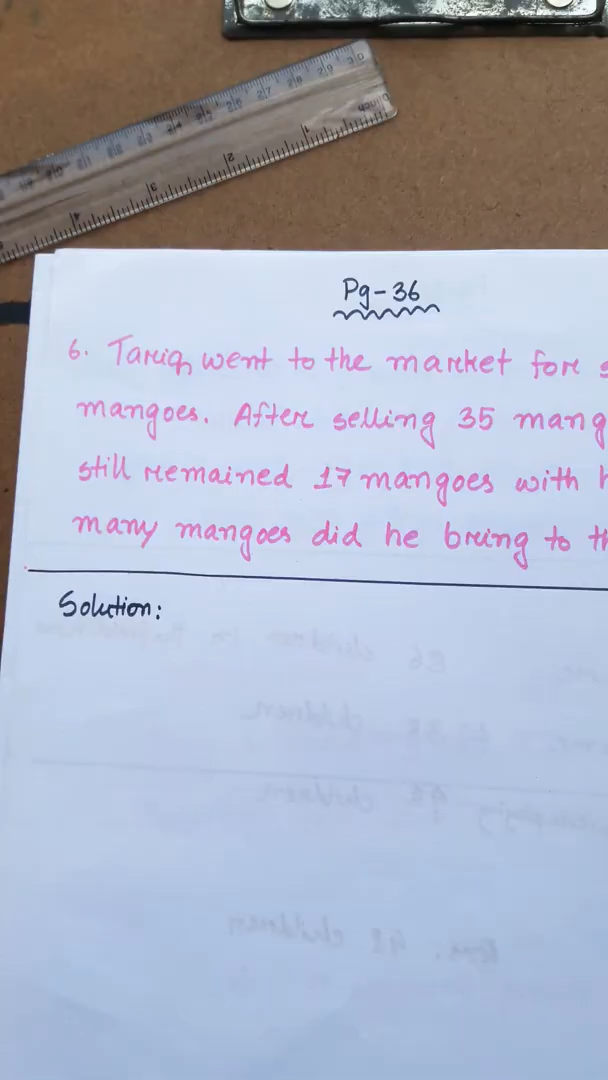 Pg-36
6. Tariq went to the market for
mangoes. After selling 35 mang
still remained 17 mangoes with h
many mangoes did he bring to th
Solution: